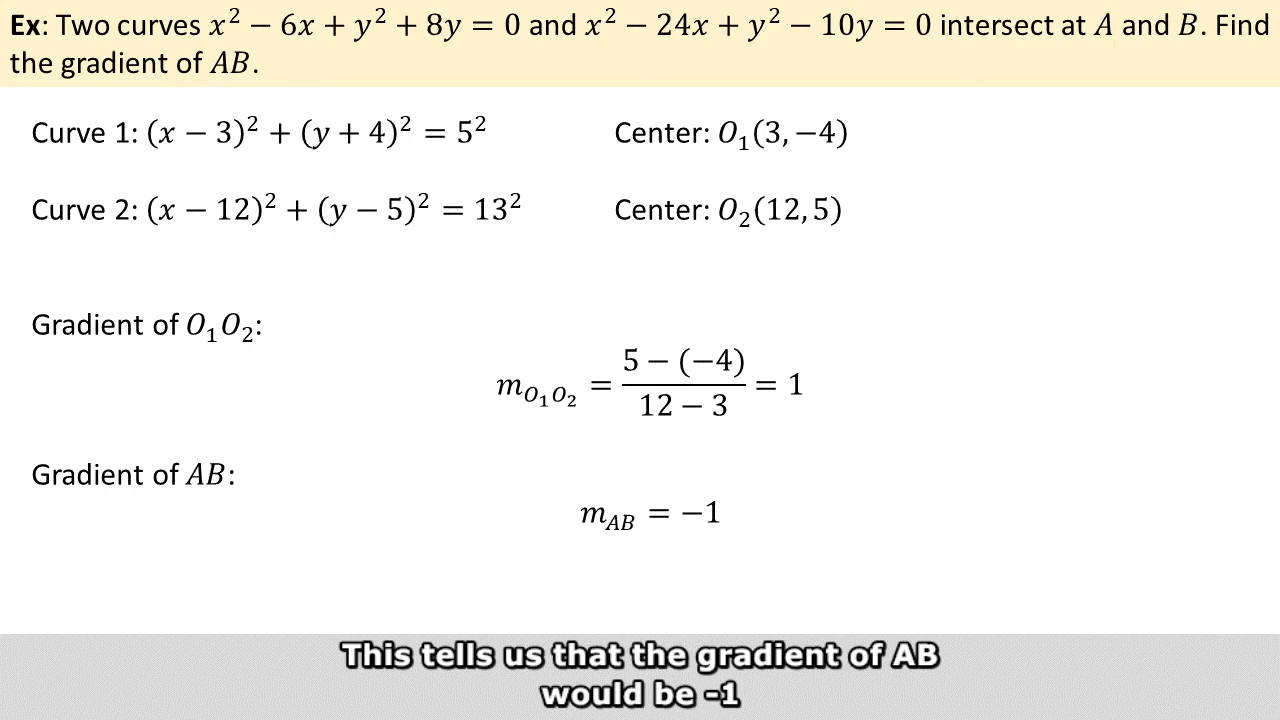 Ex: Two curves x² − 6x + y² + 8y = 0 and x² − 24x + y² − 10y = 0 intersect at A and B. Find
the gradient of AB.
Curve 1: (x − 3)² + (y + 4)² = 5² Center: O₁(3, −4)
Curve 2: (x − 12)² + (y − 5)² = 13² Center: O₂(12, 5)
Gradient of O₁O₂:
m_{O₁O₂} = \frac{5 − (−4)}{12 − 3} = 1
Gradient of AB:
m_{AB} = −1
This tells us that the gradient of AB
would be -1